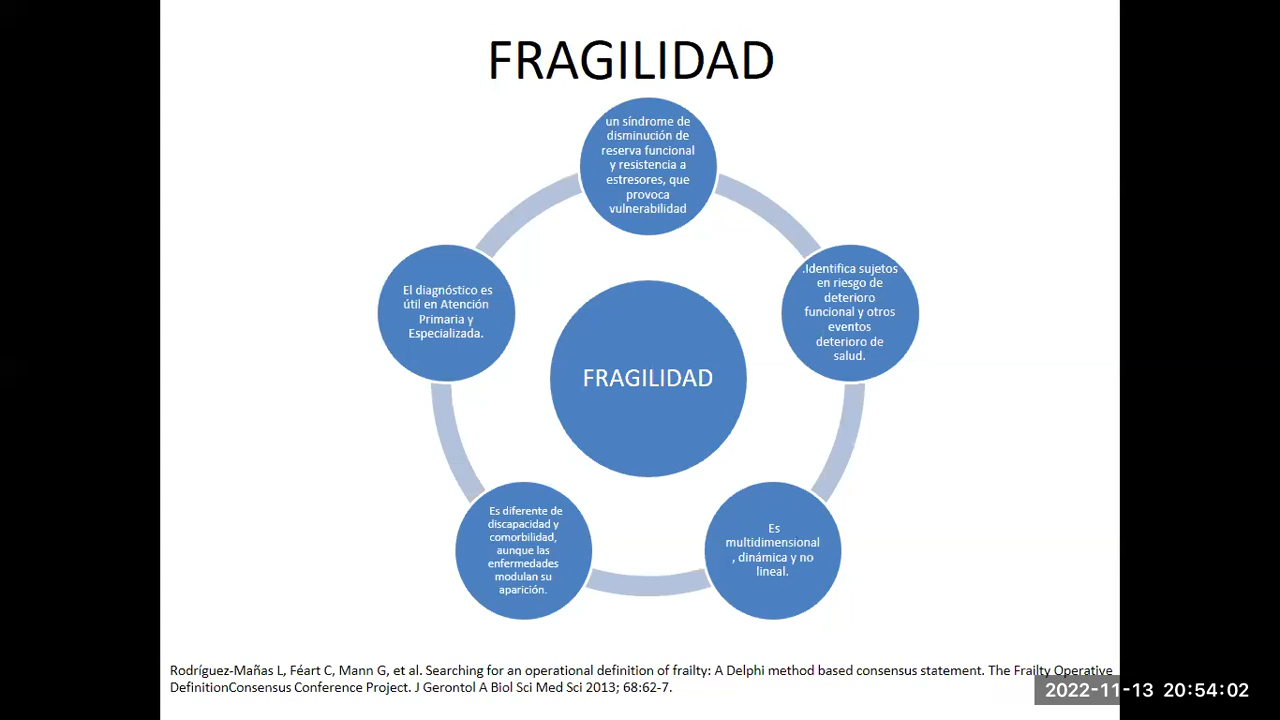 FRAGILIDAD
un síndrome de
disminución de
reserva funcional
y resistencia a
estresores, que
provoca
vulnerabilidad
.Identifica sujetos
en riesgo de
deterioro
funcional y otros
eventos
deterioro de
salud.
Es
multidimensional
, dinámica y no
lineal.
Es diferente de
discapacidad y
comorbilidad,
aunque las
enfermedades
modulan su
aparición.
El diagnóstico es
útil en Atención
Primaria y
Especializada.
FRAGILIDAD
Rodríguez-Mañas L, Féart C, Mann G, et al. Searching for an operational definition of frailty: A Delphi method based consensus statement. The Frailty Operative
DefinitionConsensus Conference Project. J Gerontol A Biol Sci Med Sci 2013; 68:62-7.
2022-11-13 20:54:02